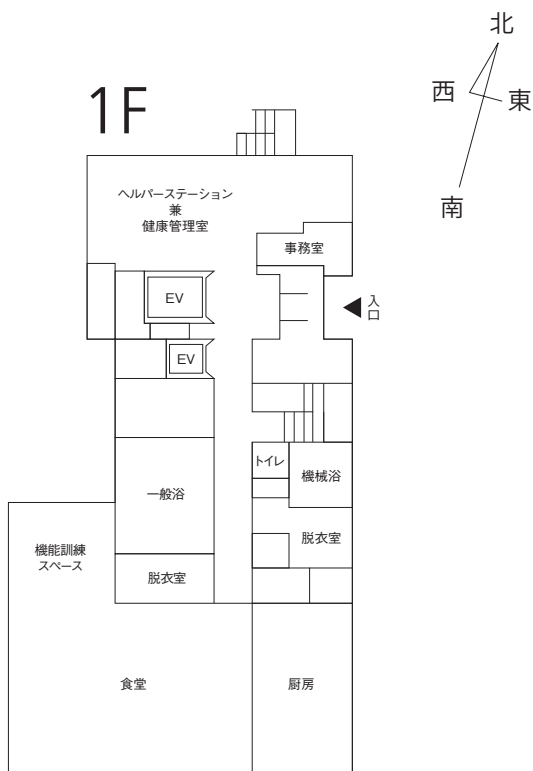 1F
北
西
東
南
ヘルパーステーション
兼
健康管理室
事務室
EV
入口
EV
トイレ
機械浴
一般浴
脱衣室
機能訓練
スペース
脱衣室
食堂
厨房